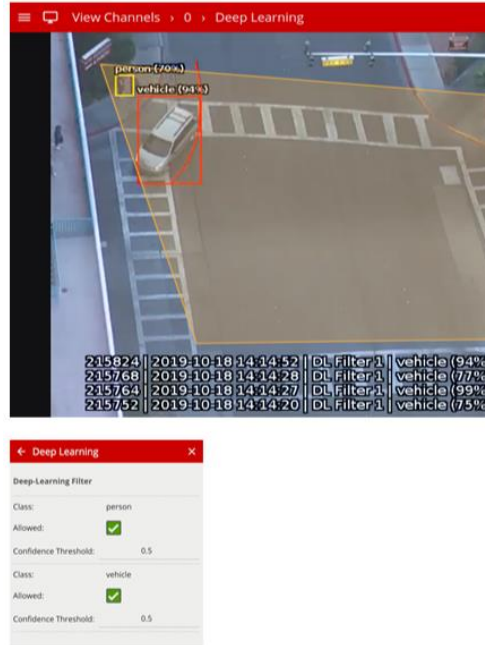 View Channels › 0 › Deep Learning
person (70%)
vehicle (94%)
215824 | 2019-10-18 14:14:52 | DL Filter 1 | vehicle (94%
215768 | 2019-10-18 14:14:28 | DL Filter 1 | vehicle (77%
215764 | 2019-10-18 14:14:27 | DL Filter 1 | vehicle (99%
215752 | 2019-10-18 14:14:20 | DL Filter 1 | vehicle (75%
← Deep Learning ×
Deep-Learning Filter
Class: person
Allowed:
Confidence Threshold: 0.5
Class: vehicle
Allowed:
Confidence Threshold: 0.5